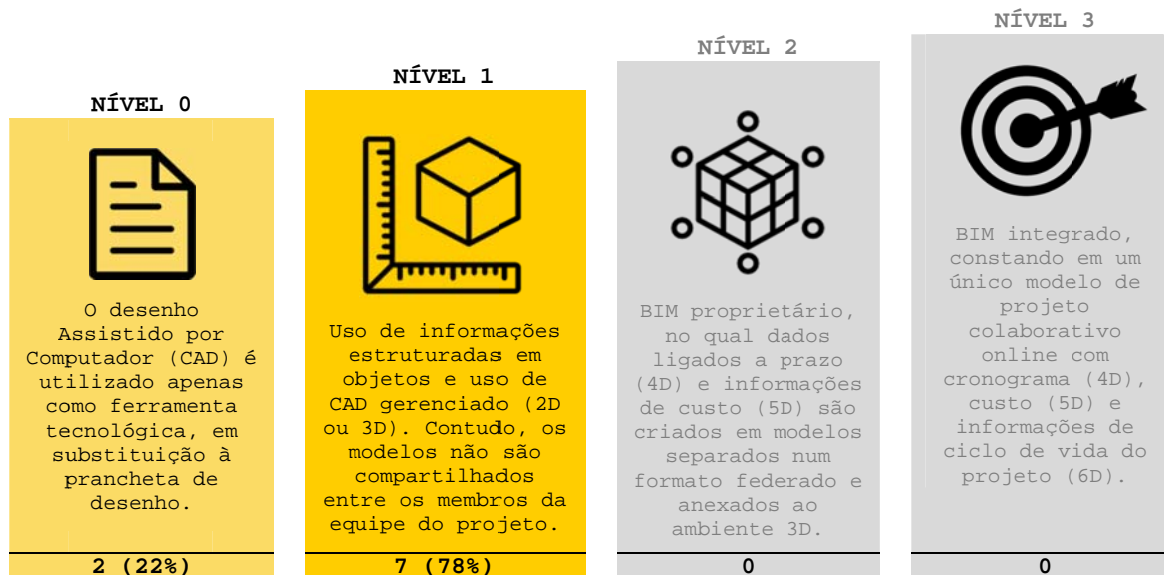 NÍVEL 0
O desenho
Assistido por
Computador (CAD) é
utilizado apenas
como ferramenta
tecnológica, em
substituição à
prancheta de
desenho.
2 (22%)
NÍVEL 1
Uso de informações
estruturadas em
objetos e uso de
CAD gerenciado (2D
ou 3D). Contudo, os
modelos não são
compartilhados
entre os membros da
equipe do projeto.
7 (78%)
NÍVEL 2
BIM proprietário,
no qual dados
ligados a prazo
(4D) e informações
de custo (5D) são
criados em modelos
separados num
formato federado e
anexados ao
ambiente 3D.
0
NÍVEL 3
BIM integrado,
constando em um
único modelo de
projeto
colaborativo
online com
cronograma (4D),
custo (5D) e
informações de
ciclo de vida do
projeto (6D).
0